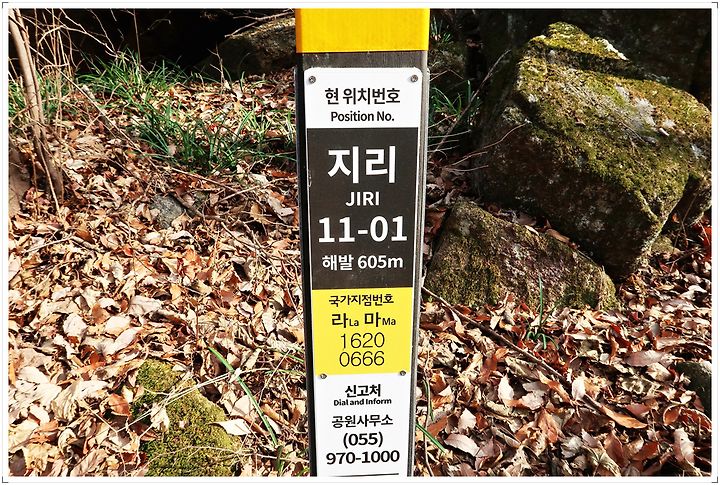 현 위치번호
Position No.
지리
JIRI
11-01
해발 605m
국가지점번호
라La 마Ma
1620
0666
신고처
Dial and Inform
공원사무소
(055)
970-1000